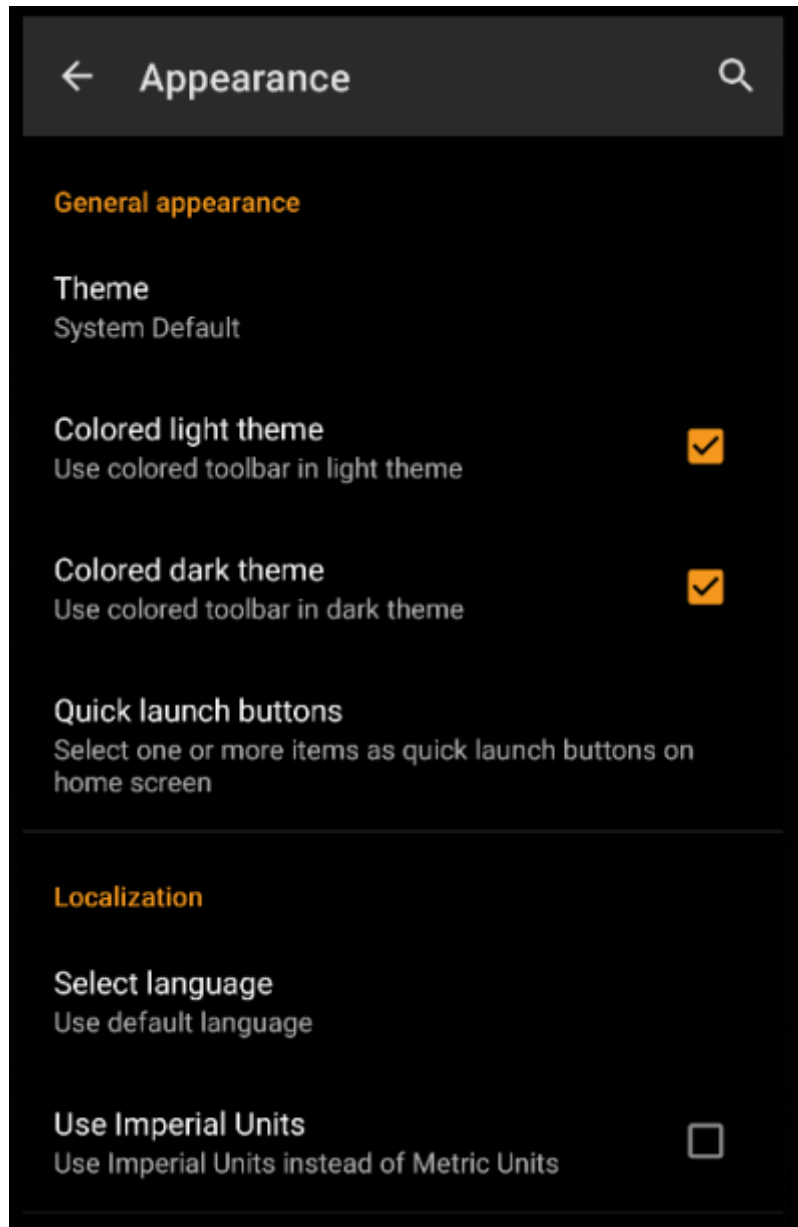 Appearance
General appearance
Theme
System Default
Colored light theme
Use colored toolbar in light theme
Colored dark theme
Use colored toolbar in dark theme
Quick launch buttons
Select one or more items as quick launch buttons on
home screen
Localization
Select language
Use default language
Use Imperial Units
Use Imperial Units instead of Metric Units